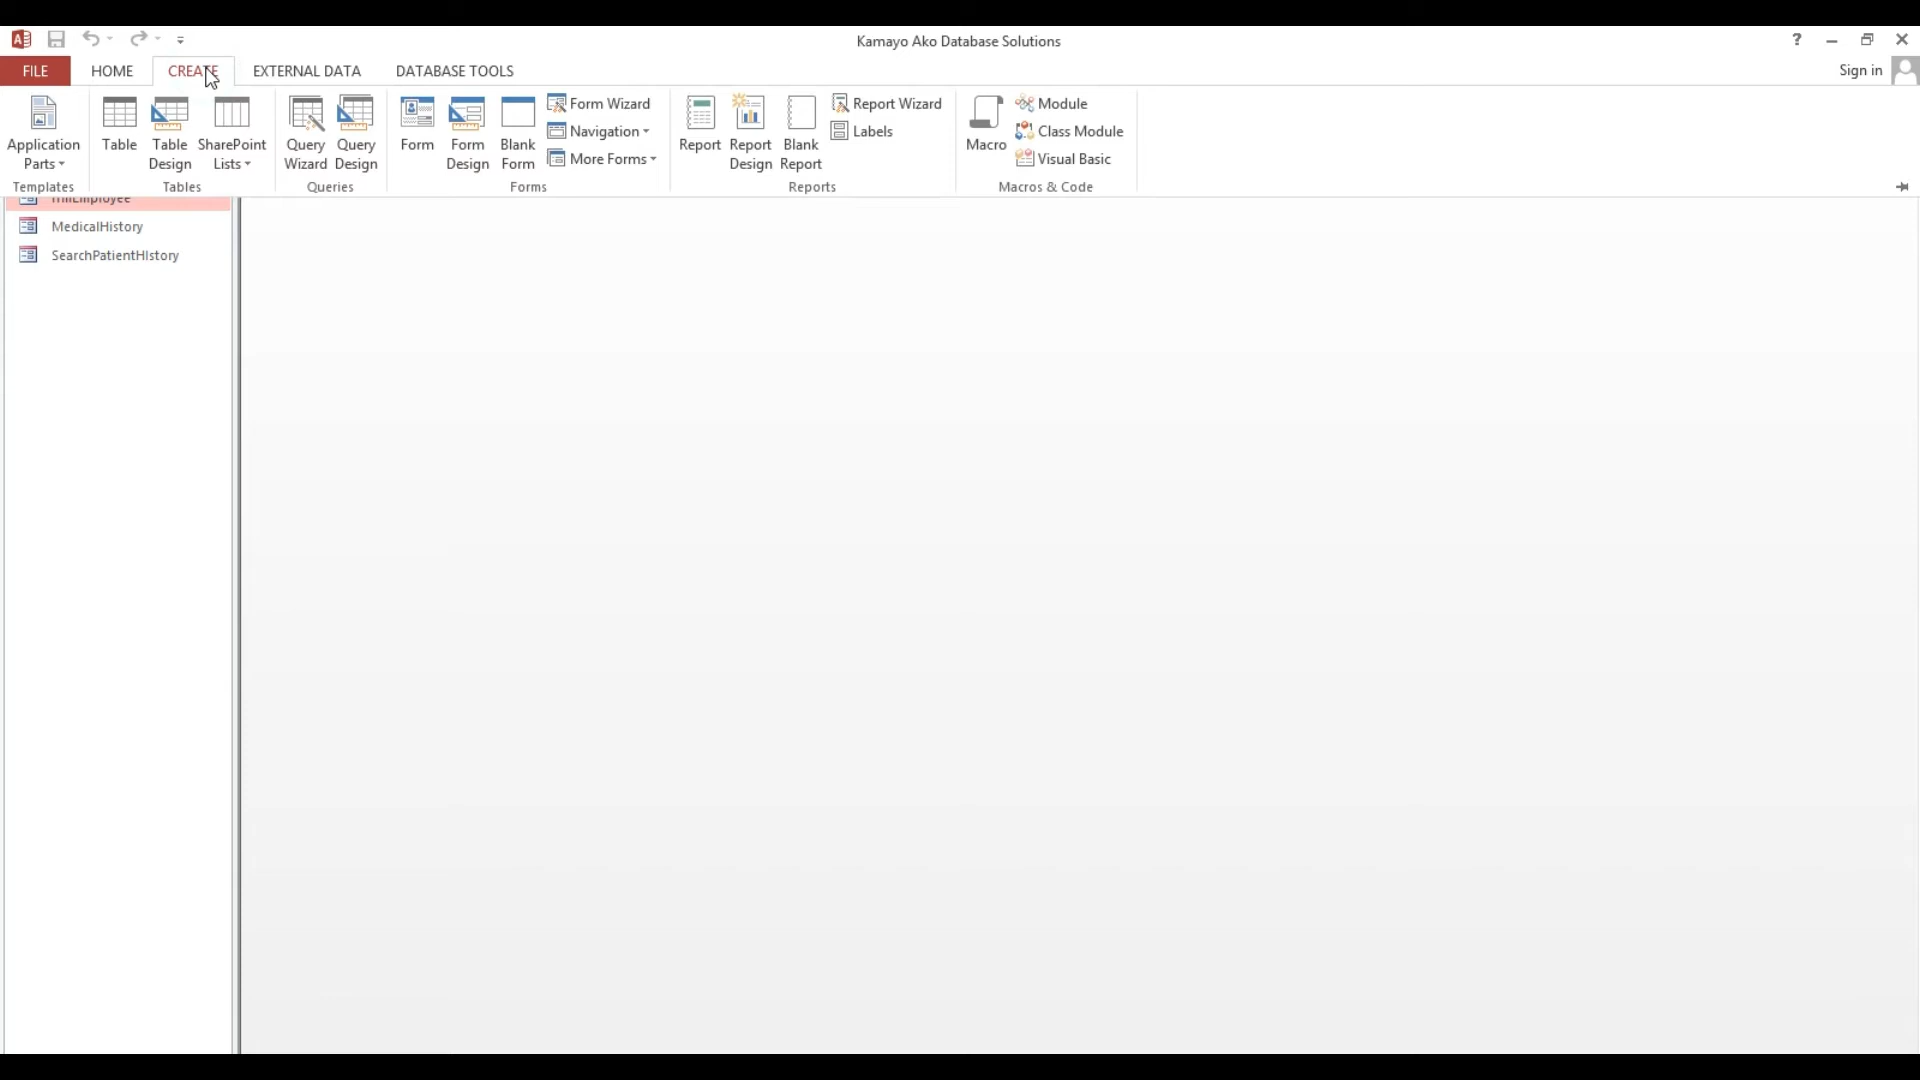 Kamayo Ako Database Solutions
?
FILE HOME CREATE EXTERNAL DATA DATABASE TOOLS
Sign in
Application Parts
Templates
Table
Table Design
SharePoint Lists
Tables
Query Wizard
Query Design
Queries
Form
Form Design
Blank Form
Form Wizard
Navigation
More Forms
Forms
Report
Report Design
Blank Report
Report Wizard
Labels
Reports
Macro
Module
Class Module
Visual Basic
Macros & Code
MedicalHistory
SearchPatientHIstory